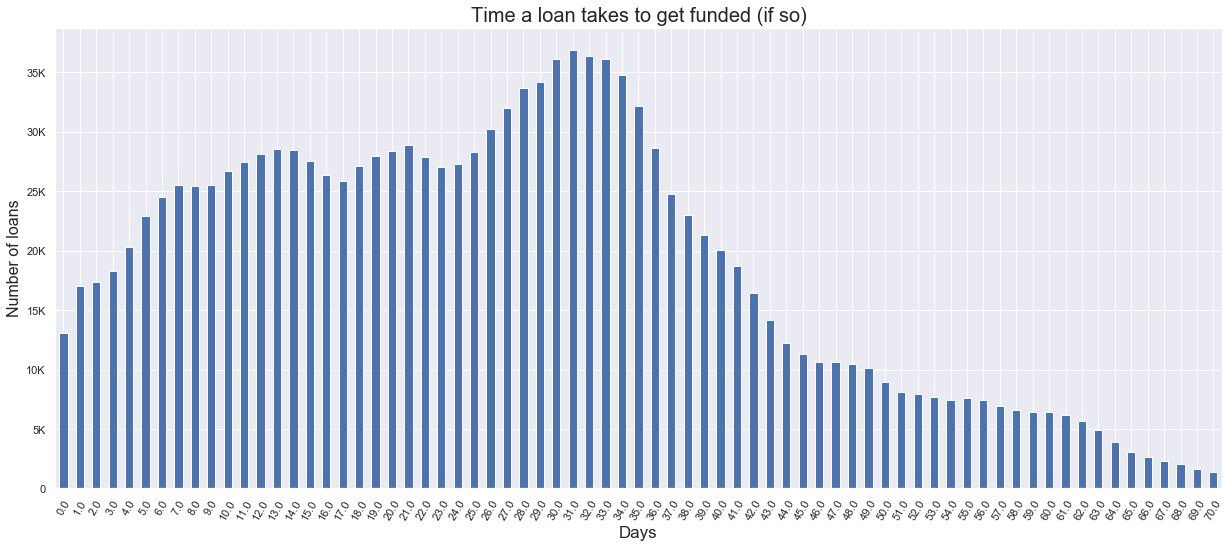 Time a loan takes to get funded (if so)
Number of loans
35K
30K
25K
20K
15K
10K
5K
0
0.0 1.0 2.0 3.0 4.0 5.0 6.0 7.0 8.0 9.0 10.0 11.0 12.0 13.0 14.0 15.0 16.0 17.0 18.0 19.0 20.0 21.0 22.0 23.0 24.0 25.0 26.0 27.0 28.0 29.0 30.0 31.0 32.0 33.0 34.0 35.0 36.0 37.0 38.0 39.0 40.0 41.0 42.0 43.0 44.0 45.0 46.0 47.0 48.0 49.0 50.0 51.0 52.0 53.0 54.0 55.0 56.0 57.0 58.0 59.0 60.0 61.0 62.0 63.0 64.0 65.0 66.0 67.0 68.0 69.0 70.0
Days